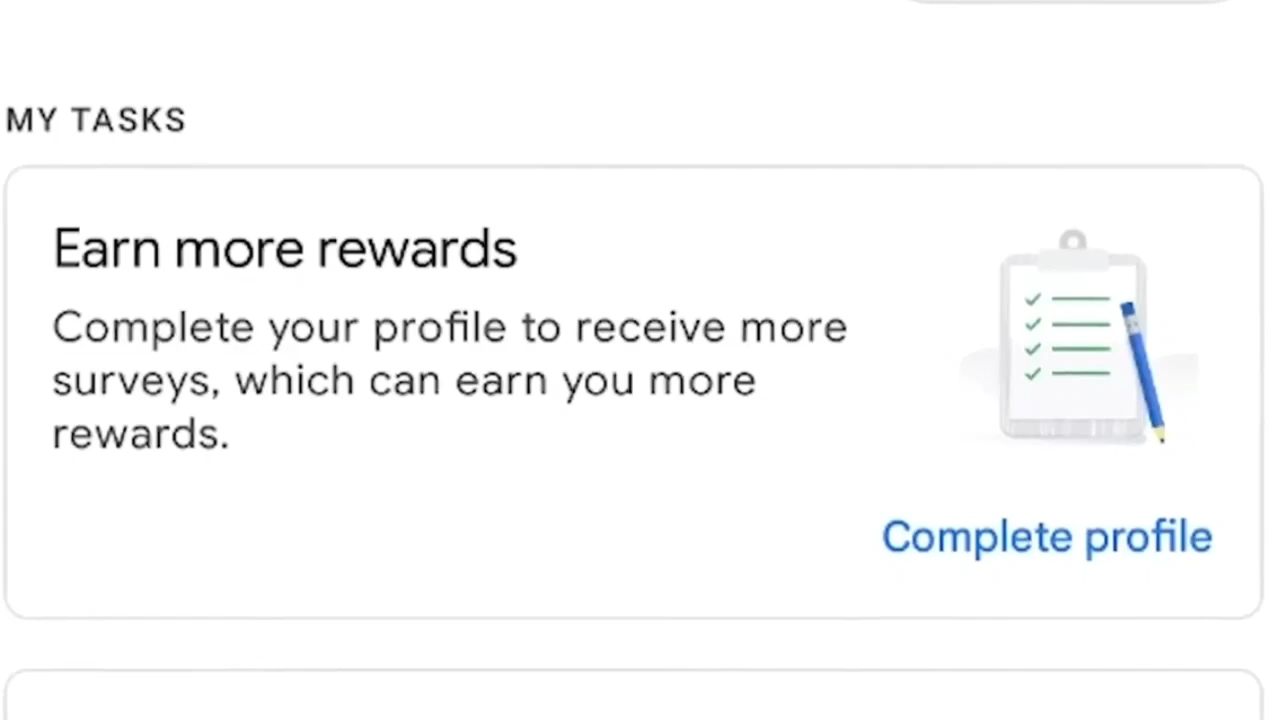 MY TASKS
Earn more rewards
Complete your profile to receive more
surveys, which can earn you more
rewards.
Complete profile